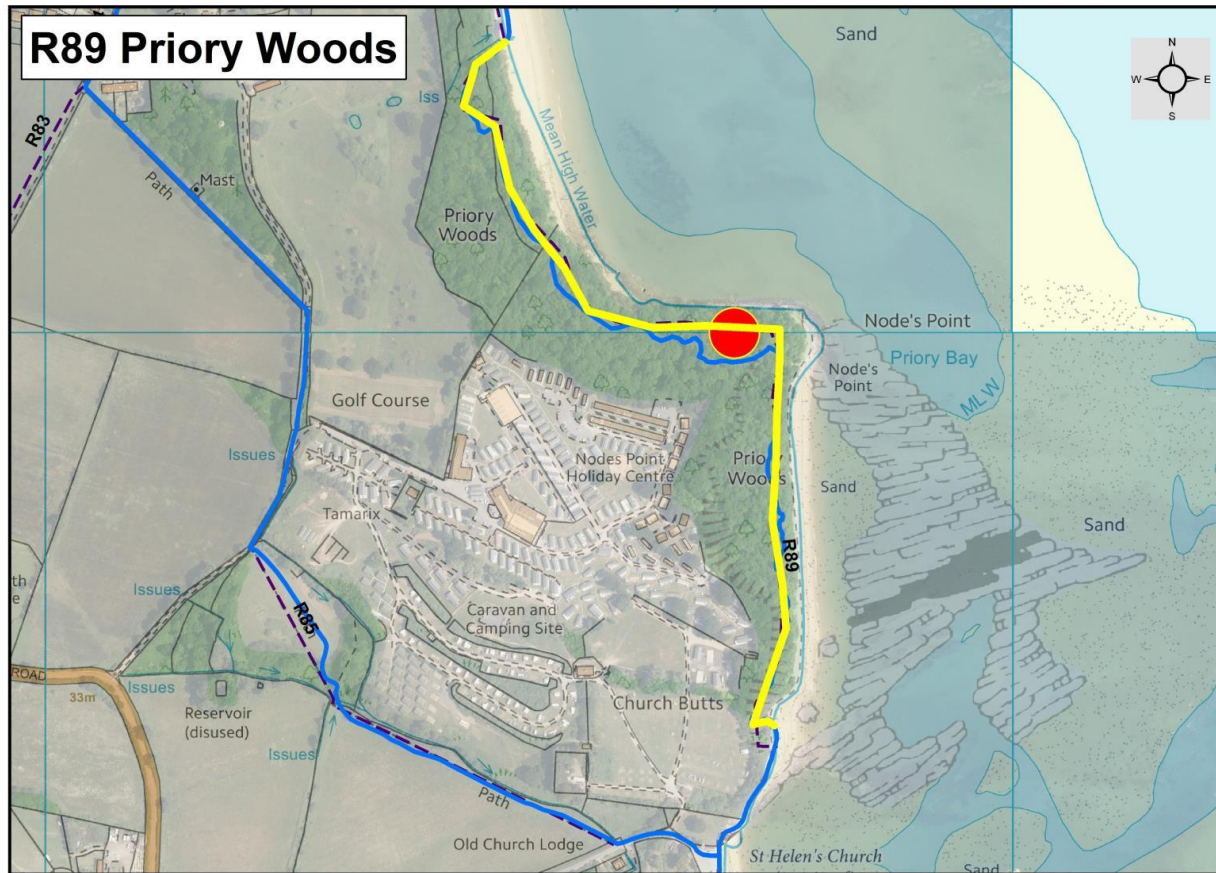 R89 Priory Woods
Sand
N
W E
S
Iss
Mean High Water
R83
Path
Mast
Priory
Woods
Node's Point
Priory Bay
Node's
Point
MLW
Golf Course
Issues
Nodes Point
Holiday Centre
Priory
Woods
Sand
Sand
Tamarix
R89
th
e
Issues
R85
Caravan and
Camping Site
ROAD
33m
Issues
Church Butts
Reservoir
(disused)
Issues
Path
Old Church Lodge
St Helen's Church
Sand